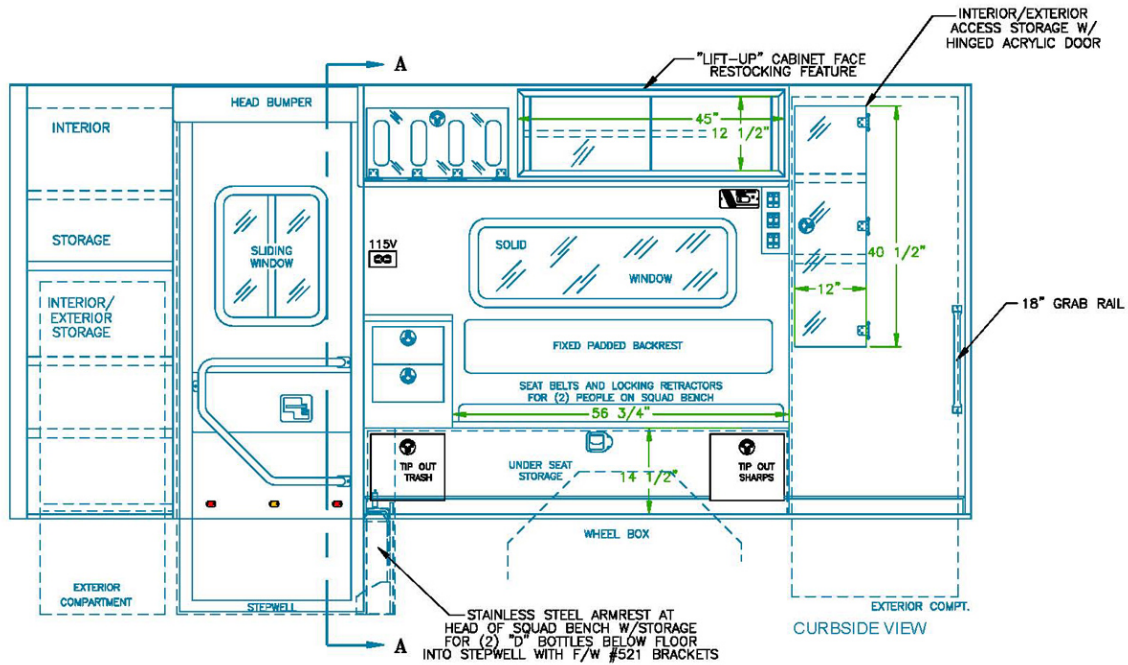 INTERIOR/EXTERIOR
ACCESS STORAGE W/
HINGED ACRYLIC DOOR
A
"LIFT-UP" CABINET FACE
RESTOCKING FEATURE
HEAD BUMPER
INTERIOR
45"
12 1/2"
STORAGE
SLIDING
WINDOW
115V
SOLID
WINDOW
40 1/2"
12"
INTERIOR/
EXTERIOR
STORAGE
18" GRAB RAIL
FIXED PADDED BACKREST
SEAT BELTS AND LOCKING RETRACTORS
FOR (2) PEOPLE ON SQUAD BENCH
56 3/4"
TIP OUT
TRASH
UNDER SEAT
STORAGE
14 1/2"
TIP OUT
SHARPS
WHEEL BOX
EXTERIOR
COMPARTMENT
STEPWELL
EXTERIOR COMPT.
CURBSIDE VIEW
A
STAINLESS STEEL ARMREST AT
HEAD OF SQUAD BENCH W/STORAGE
FOR (2) "D" BOTTLES BELOW FLOOR
INTO STEPWELL WITH F/W #521 BRACKETS